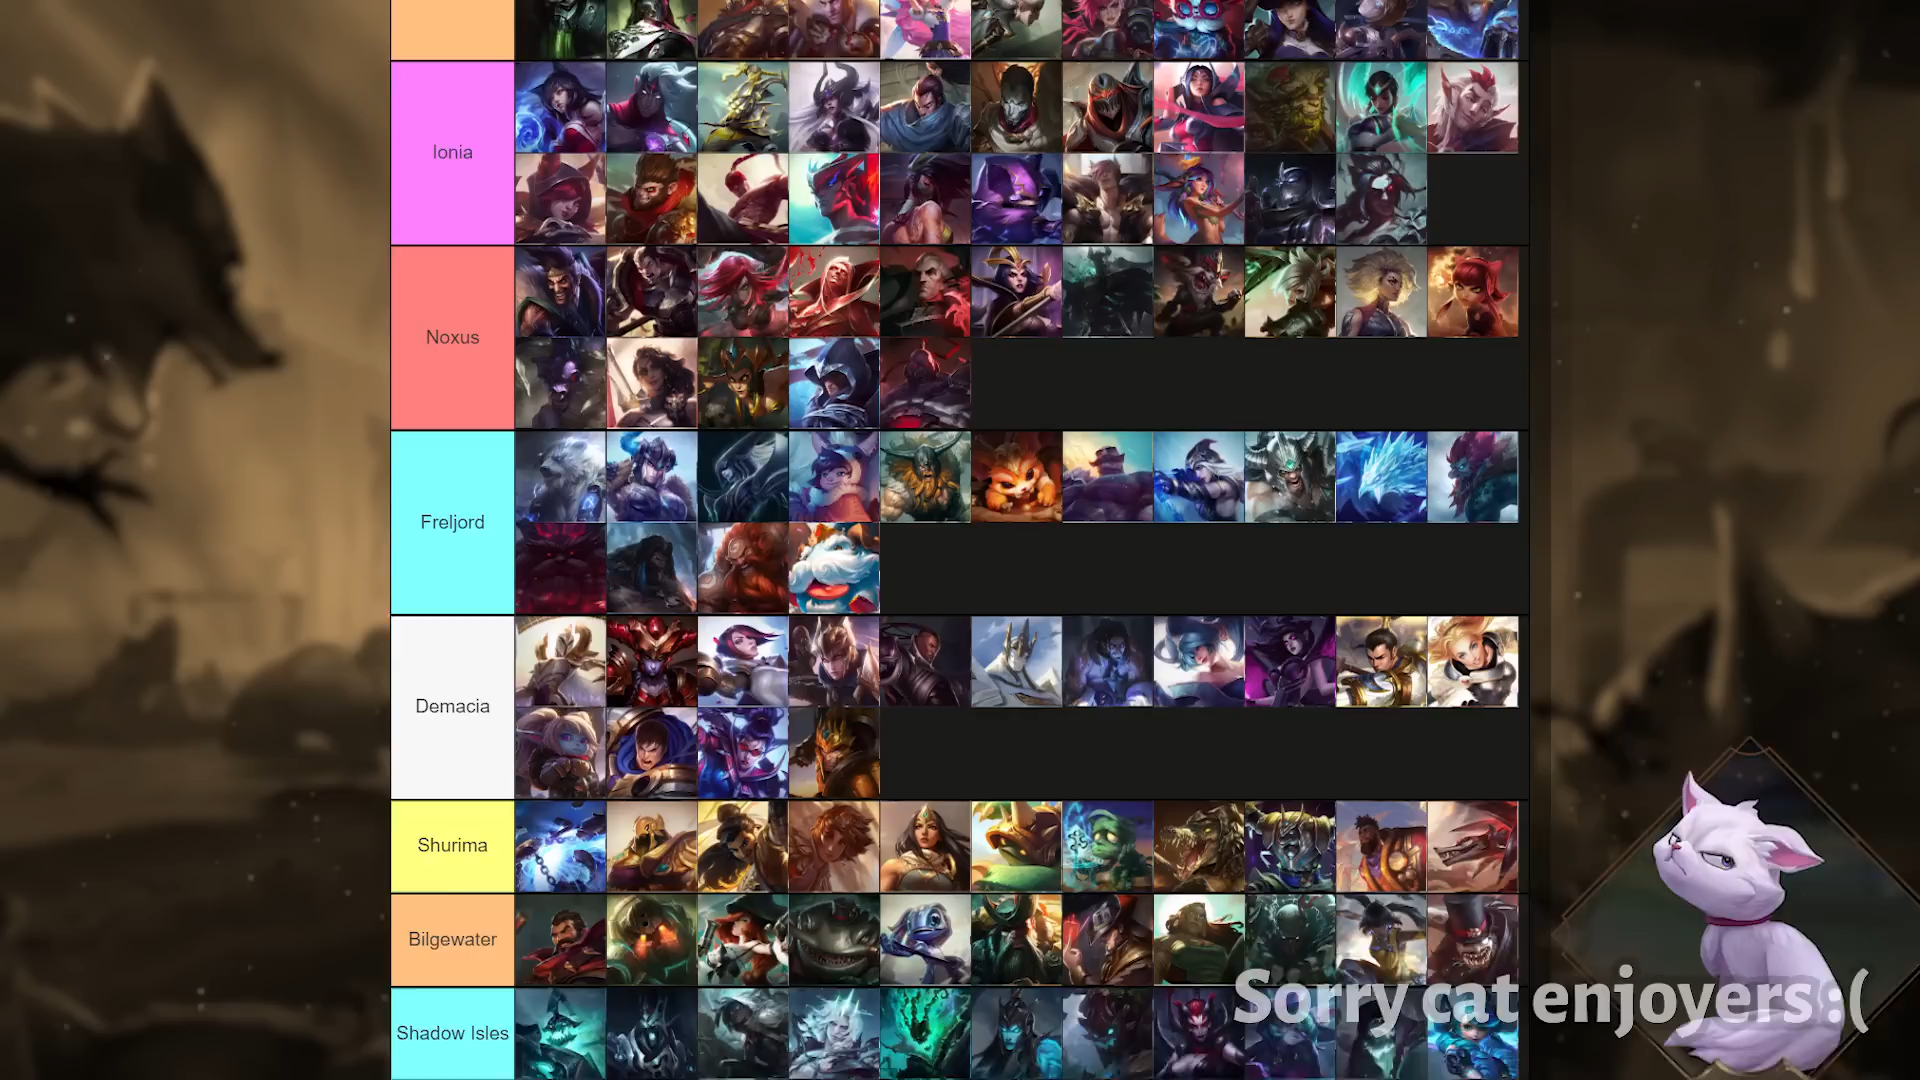 Ionia
Noxus
Freljord
Demacia
Shurima
Bilgewater
Shadow Isles
Sorry cat enjoyers :(